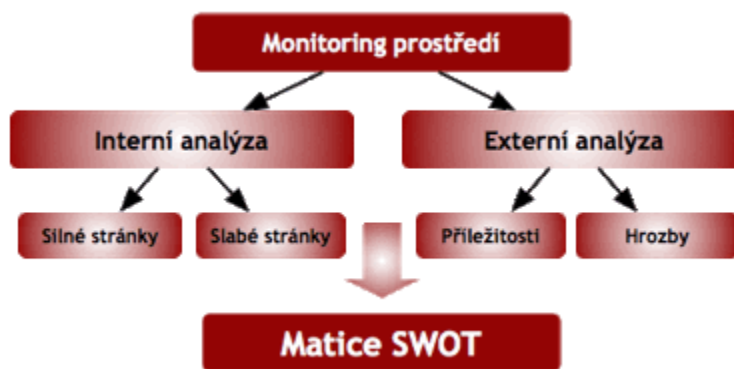 Monitoring prostředí
Interní analýza
Externí analýza
Silné stránky
Slabé stránky
Příležitosti
Hrozby
Matice SWOT